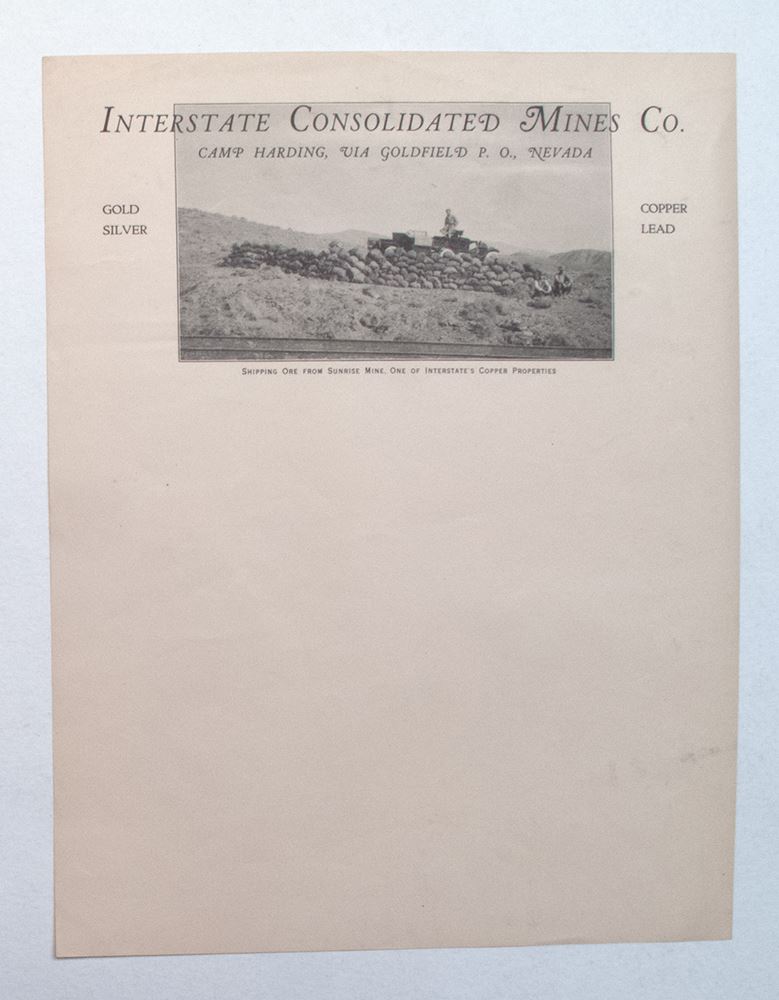 Interstate Consolidated Mines Co.
CAMP HARDING, VIA GOLDFIELD P. O., NEVADA
GOLD
SILVER
COPPER
LEAD
Shipping Ore from Sunrise Mine, One of Interstate's Copper Properties